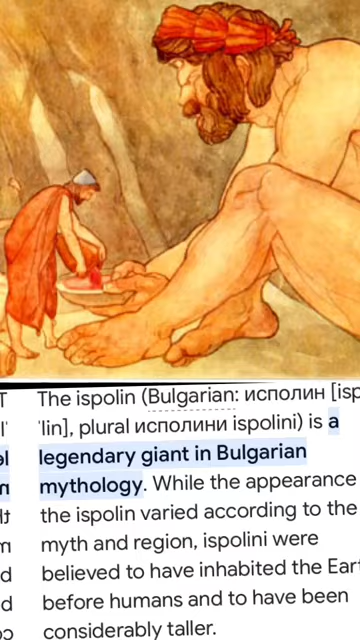 The ispolin (Bulgarian: исполин [isp
ˈlin], plural исполини ispolini) is a
legendary giant in Bulgarian
mythology. While the appearance
the ispolin varied according to the
myth and region, ispolini were
believed to have inhabited the Eart
before humans and to have been
considerably taller.